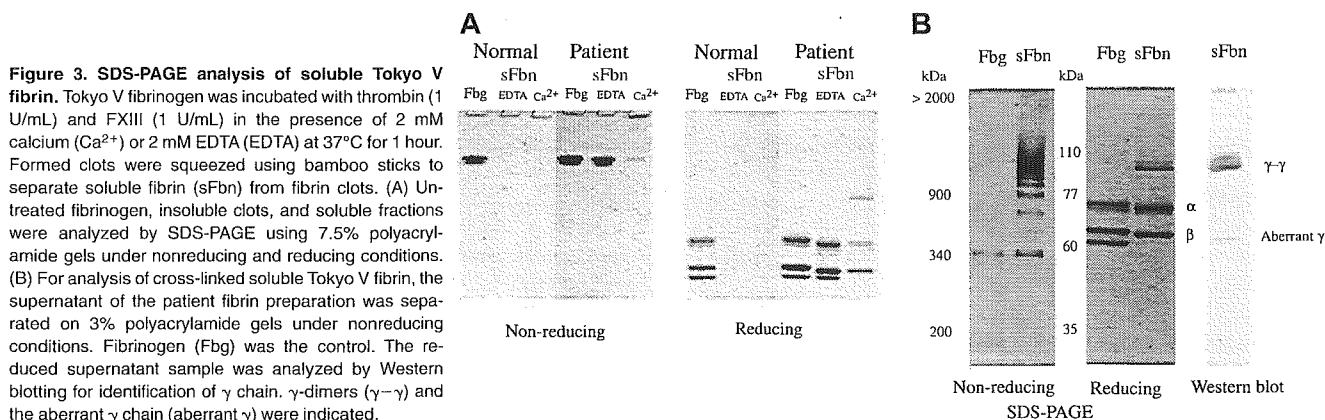 Figure 3. SDS-PAGE analysis of soluble Tokyo V
fibrin. Tokyo V fibrinogen was incubated with thrombin (1
U/mL) and FXIII (1 U/mL) in the presence of 2 mM
calcium (Ca²⁺) or 2 mM EDTA (EDTA) at 37°C for 1 hour.
Formed clots were squeezed using bamboo sticks to
separate soluble fibrin (sFbn) from fibrin clots. (A) Un-
treated fibrinogen, insoluble clots, and soluble fractions
were analyzed by SDS-PAGE using 7.5% polyacryl-
amide gels under nonreducing and reducing conditions.
(B) For analysis of cross-linked soluble Tokyo V fibrin, the
supernatant of the patient fibrin preparation was sepa-
rated on 3% polyacrylamide gels under nonreducing
conditions. Fibrinogen (Fbg) was the control. The re-
duced supernatant sample was analyzed by Western
blotting for identification of γ chain. γ-dimers (γ–γ) and
the aberrant γ chain (aberrant γ) were indicated.
A
Normal Patient
sFbn sFbn
Fbg EDTA Ca²⁺ Fbg EDTA Ca²⁺
Non-reducing
Normal Patient
sFbn sFbn
Fbg EDTA Ca²⁺ Fbg EDTA Ca²⁺
Reducing
B
Fbg sFbn Fbg sFbn sFbn
kDa kDa
> 2000
900
340
200
110
77
60
35
γ-γ
α
β
Aberrant γ
Non-reducing Reducing Western blot
SDS-PAGE